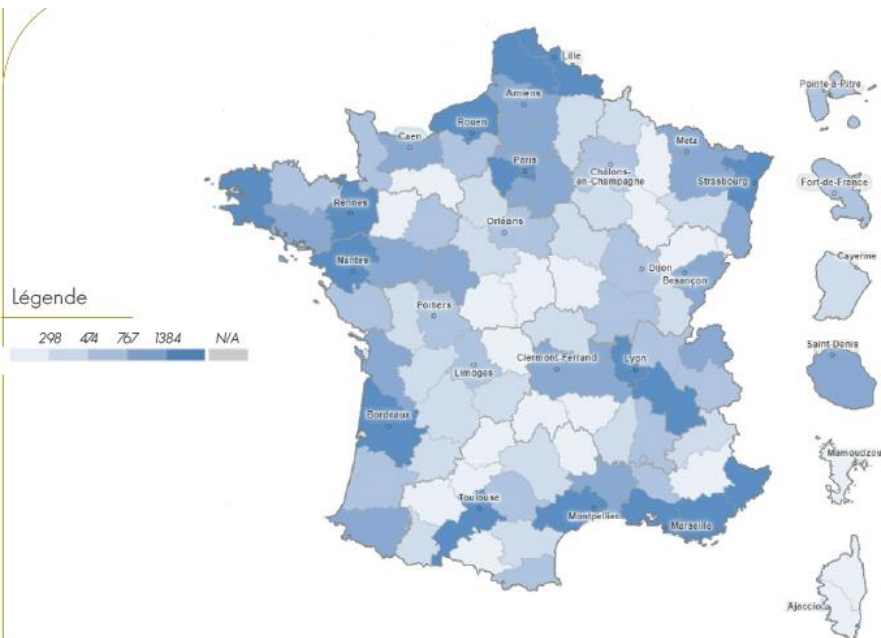 Lille
Amiens
Pointe-à-Pitre
Rouen
Caen
Metz
Paris
Châlons-
en-Champagne
Strasbourg
Fort-de-France
Rennes
Orléans
Cayenne
Nantes
Dijon
Besançon
Légende
Poitiers
298 474 767 1384 N/A
Saint-Denis
Clermont-Ferrand
Lyon
Limoges
Bordeaux
Mamoudzou
Toulouse
Montpellier
Marseille
Ajaccio